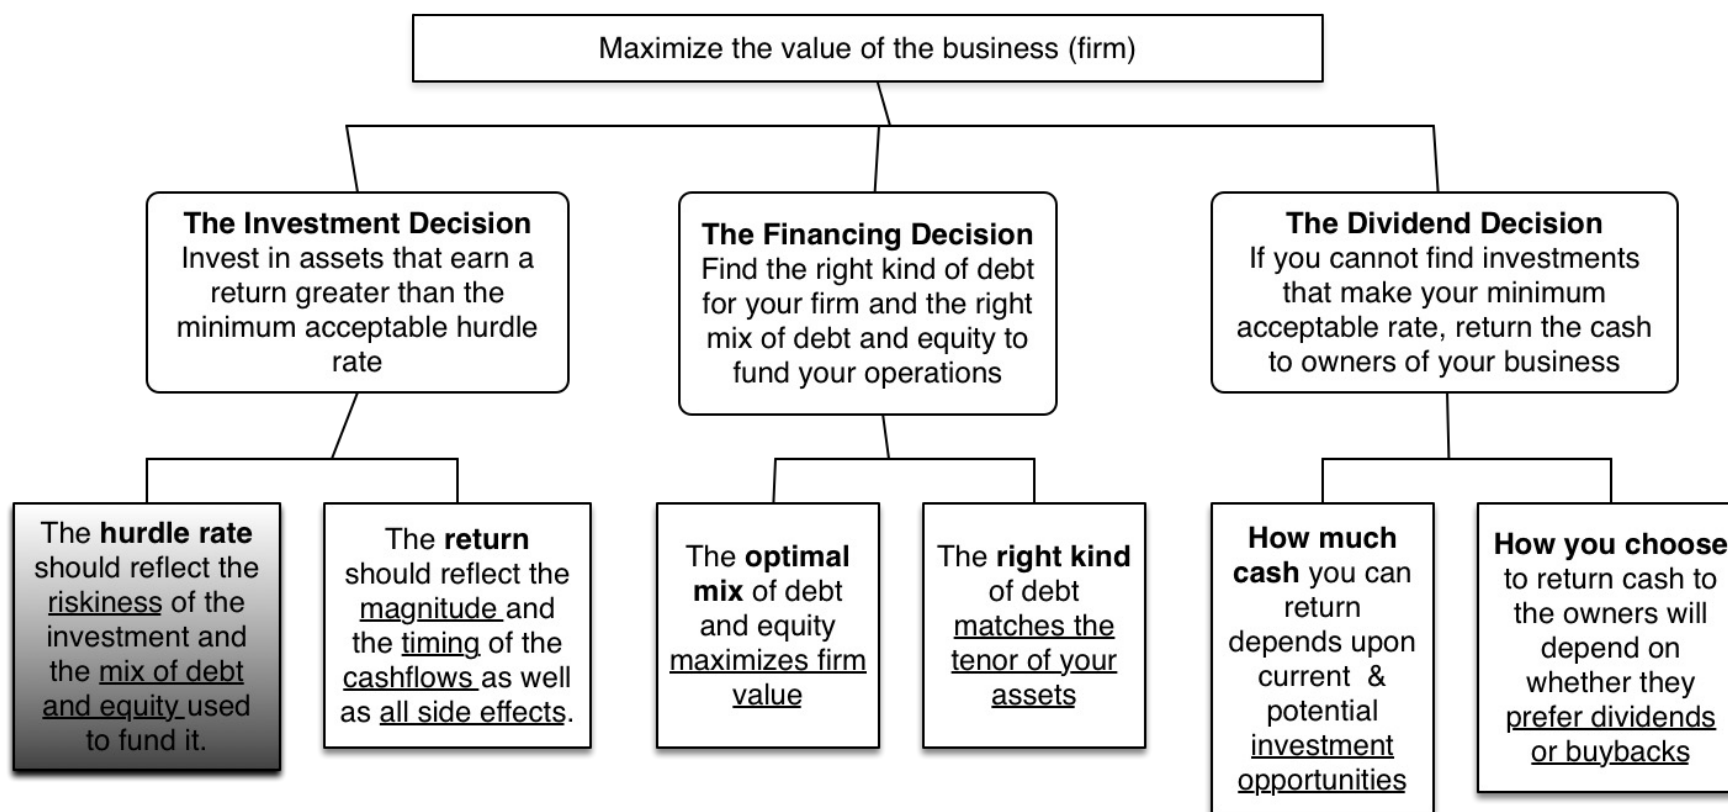 Maximize the value of the business (firm)
The Investment Decision
Invest in assets that earn a
return greater than the
minimum acceptable hurdle
rate
The Financing Decision
Find the right kind of debt
for your firm and the right
mix of debt and equity to
fund your operations
The Dividend Decision
If you cannot find investments
that make your minimum
acceptable rate, return the cash
to owners of your business
The hurdle rate
should reflect the
riskiness of the
investment and
the mix of debt
and equity used
to fund it.
The return
should reflect the
magnitude and
the timing of the
cashflows as well
as all side effects.
The optimal
mix of debt
and equity
maximizes firm
value
The right kind
of debt
matches the
tenor of your
assets
How much
cash you can
return
depends upon
current & 
potential
investment
opportunities
How you choose
to return cash to
the owners will
depend on
whether they
prefer dividends
or buybacks